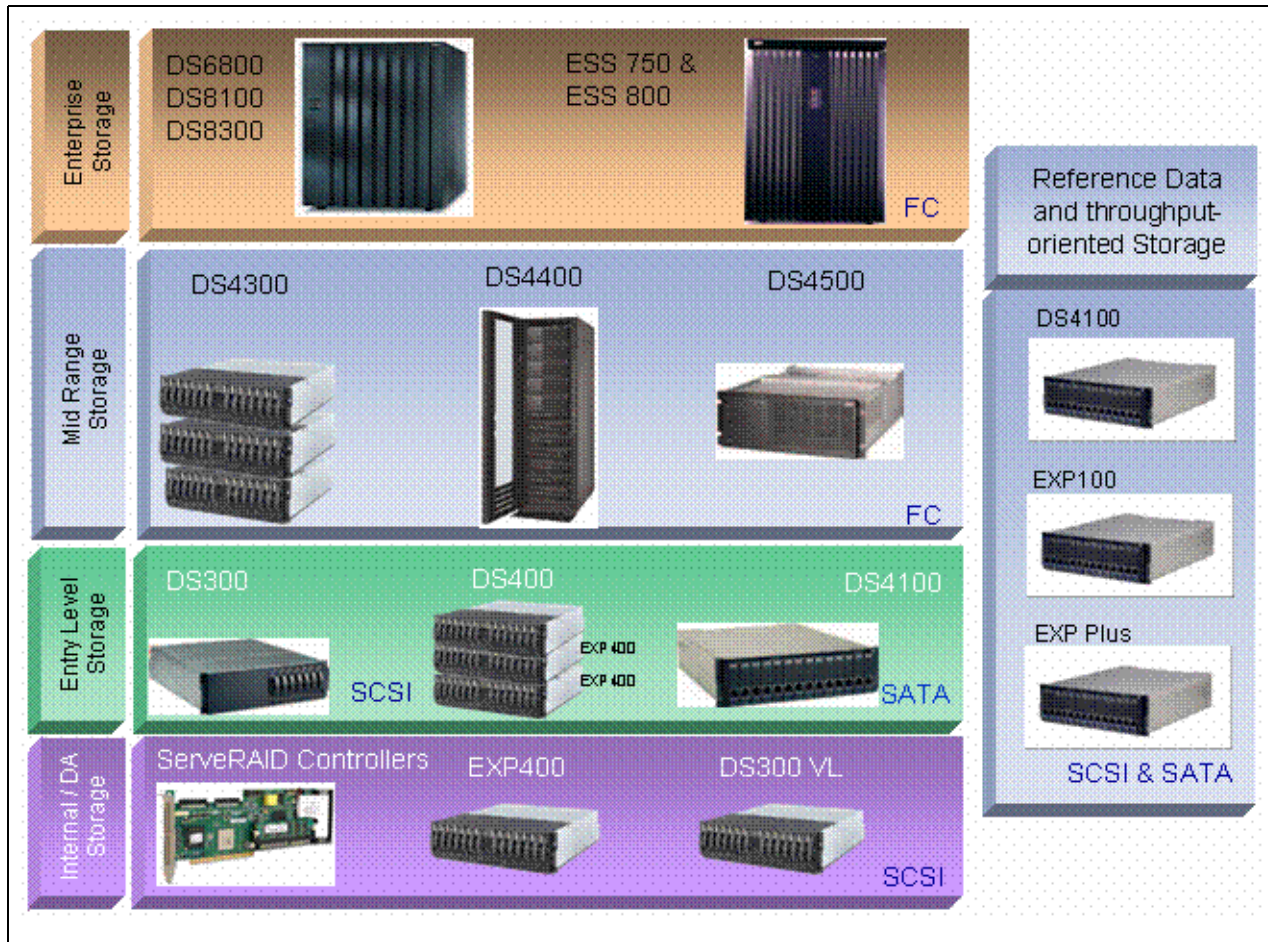 Enterprise
Storage
DS6800
DS8100
DS8300
ESS 750 &
ESS 800
FC
Mid Range
Storage
DS4300
DS4400
DS4500
FC
Entry Level
Storage
DS300
SCSI
DS400
EXP 400
EXP 400
DS4100
SATA
Internal / DA
Storage
ServeRAID Controllers
EXP400
DS300 VL
SCSI
Reference Data
and throughput-
oriented Storage
DS4100
EXP100
EXP Plus
SCSI & SATA